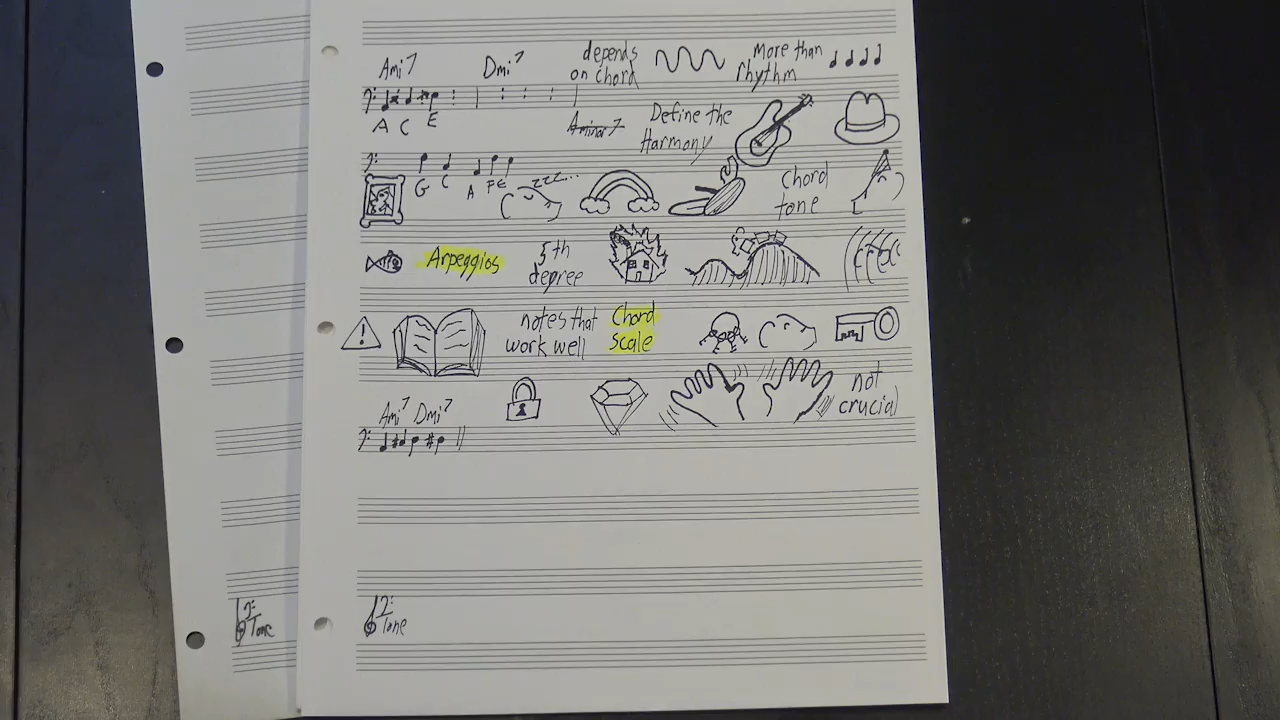 Ami7
Dmi7
depends
on chord
More than
rhythm
A C E
Aminor7
Define the
Harmony
G C A F E
zzz...
Chord
tone
Arpeggios
5th
degree
notes that
work well
Chord
Scale
!
Ami7 Dmi7
not
crucial
Tone
Tone